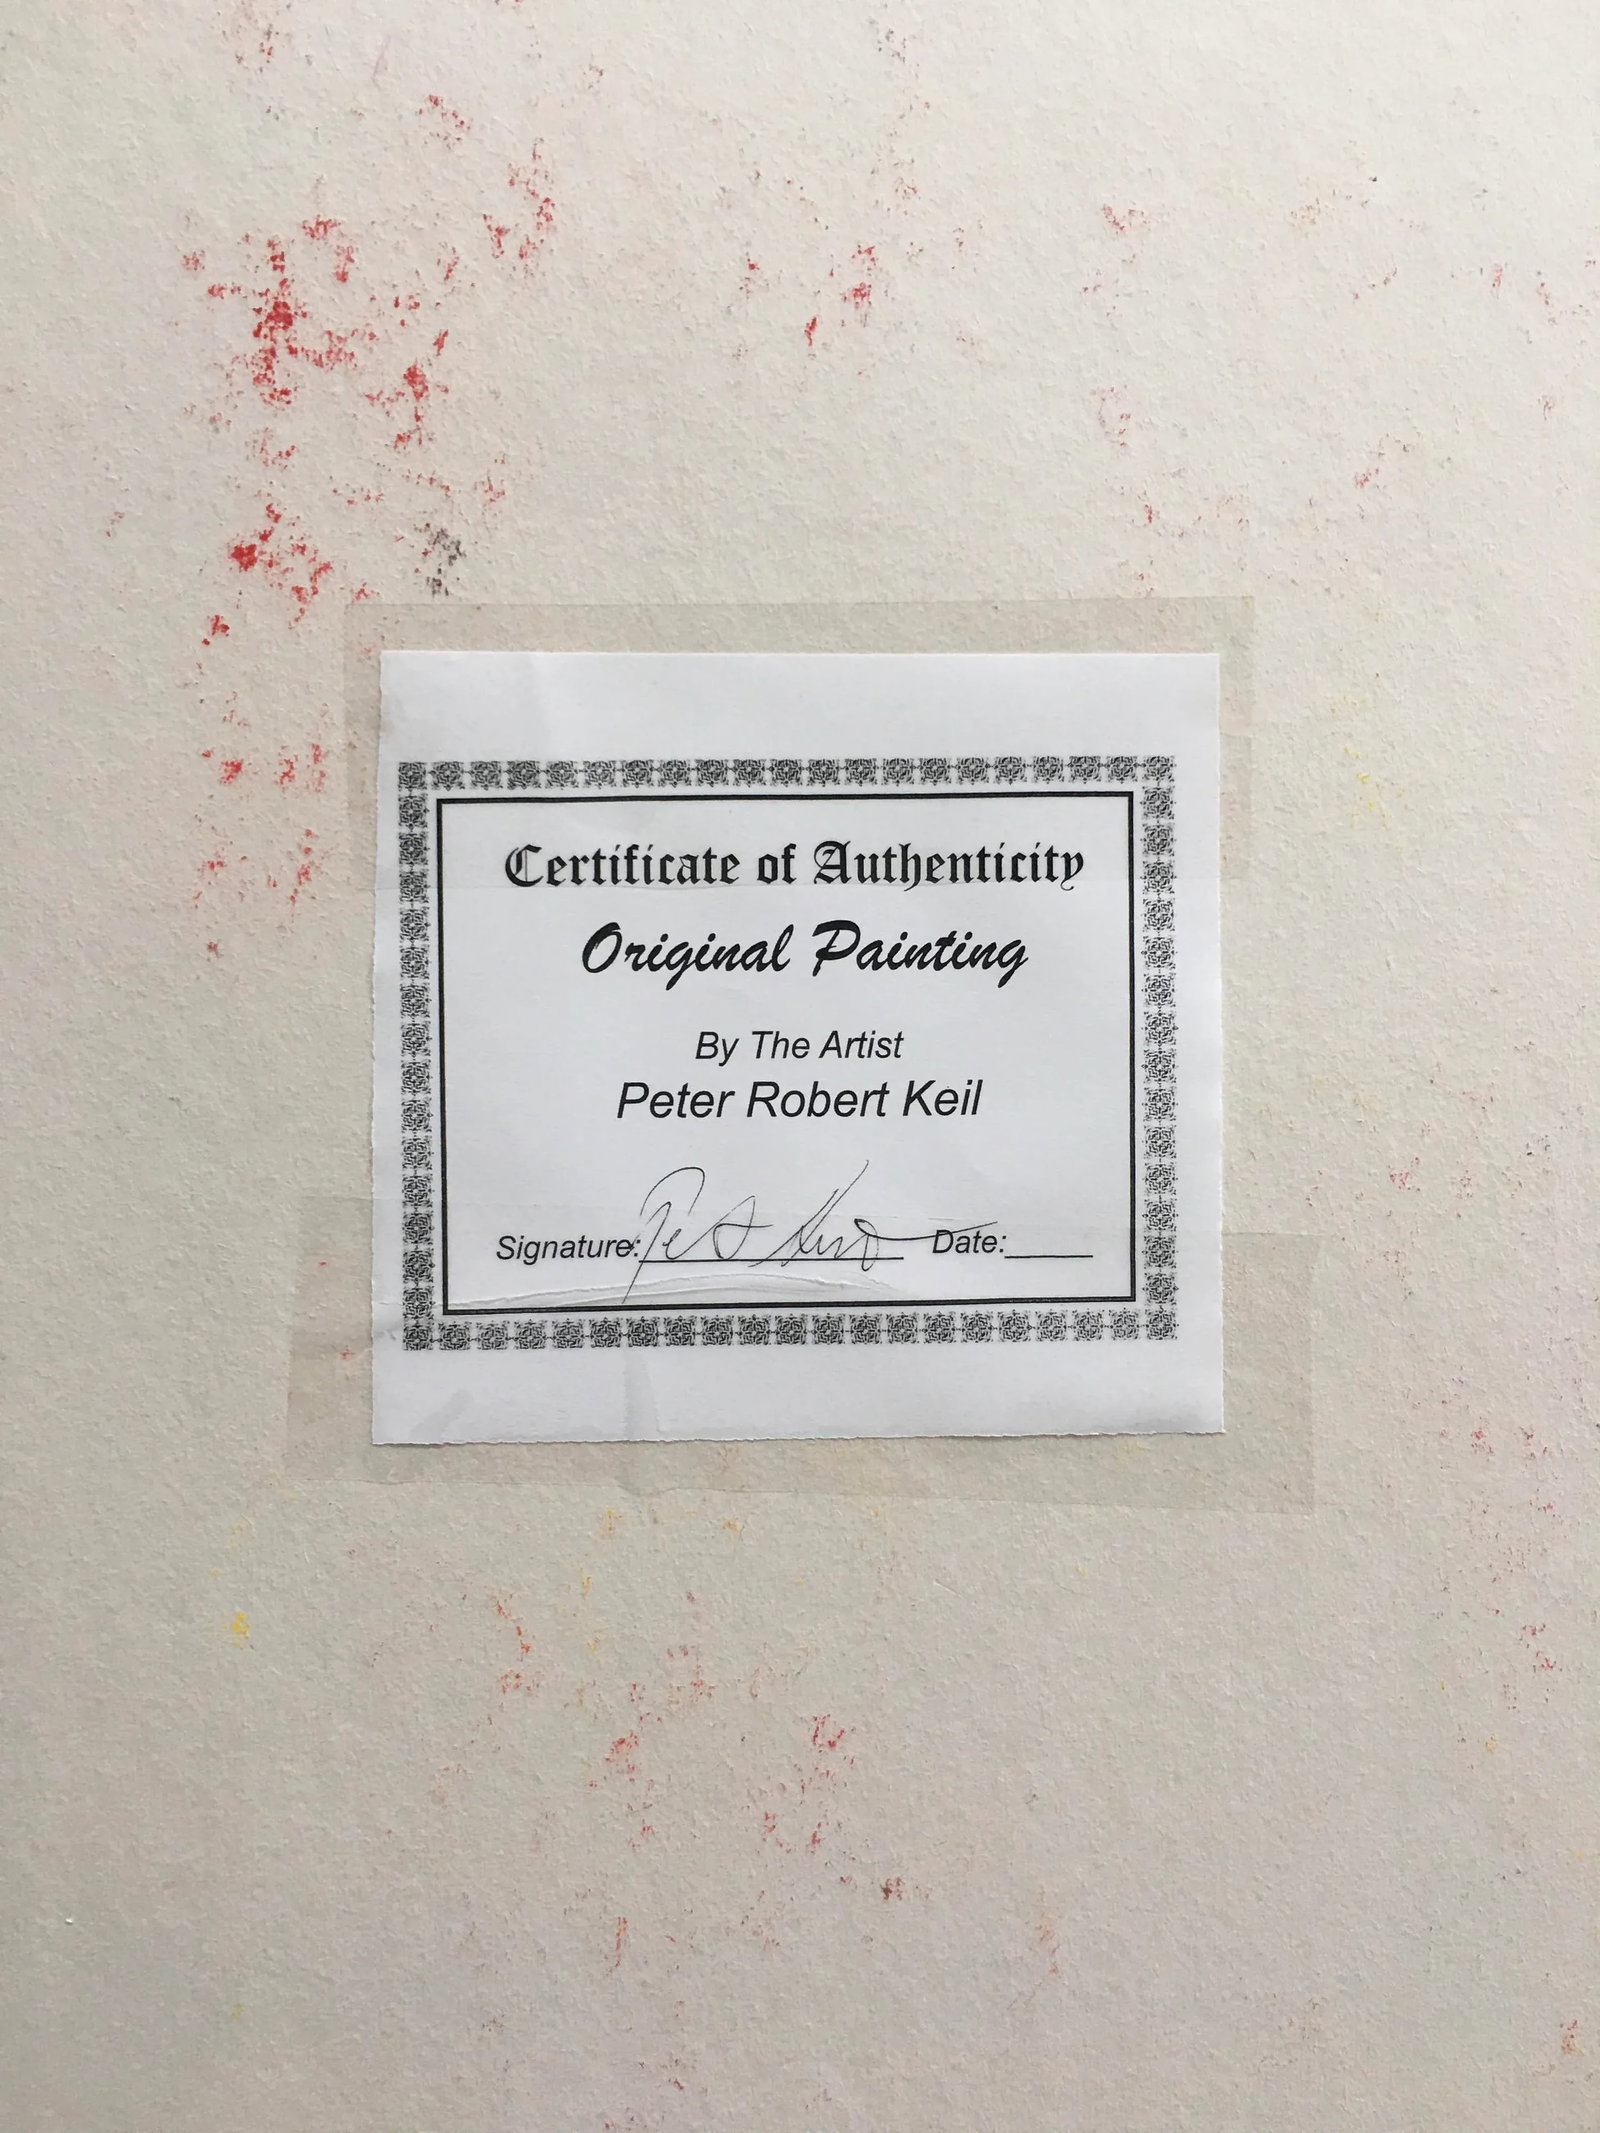 Certificate of Authenticity
Original Painting
By The Artist
Peter Robert Keil
Signature: Date: